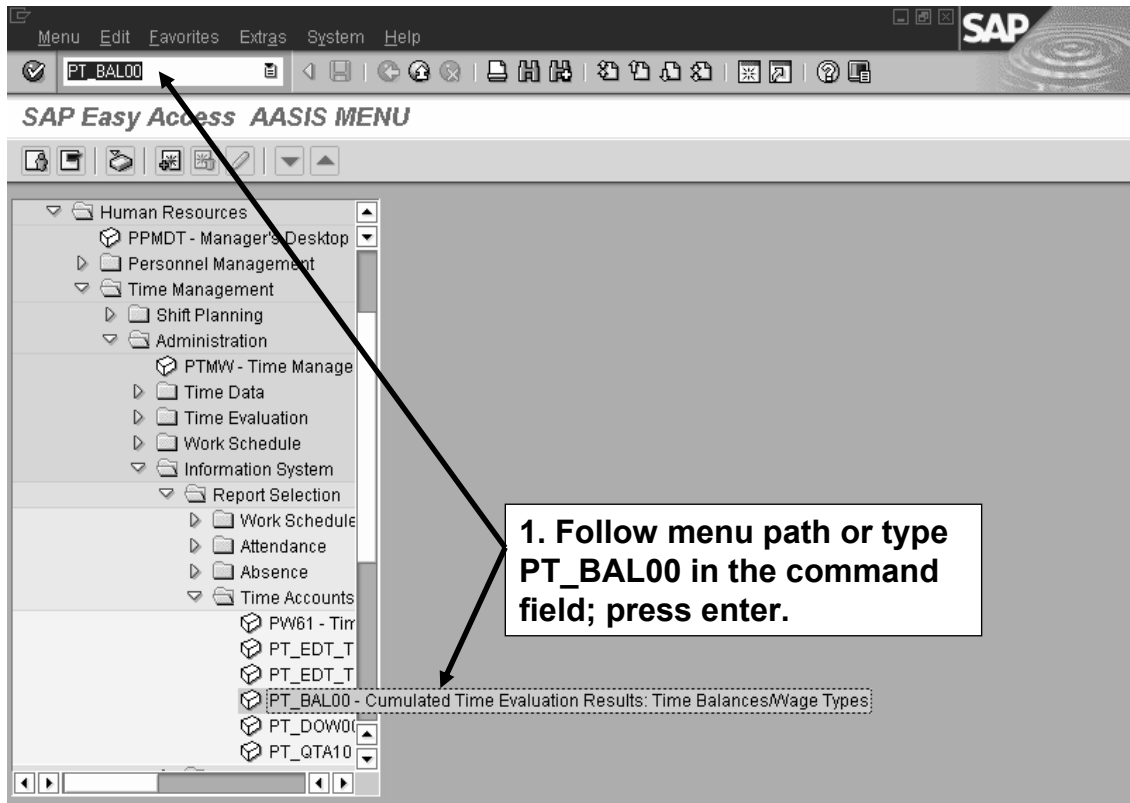 Menu Edit Favorites Extras System Help
SAP
PT_BAL00
SAP Easy Access AASIS MENU
Human Resources
PPMDT - Manager's Desktop
Personnel Management
Time Management
Shift Planning
Administration
PTMW - Time Manage
Time Data
Time Evaluation
Work Schedule
Information System
Report Selection
Work Schedule
Attendance
Absence
Time Accounts
PW61 - Tim
PT_EDT_T
PT_EDT_T
PT_BAL00 - Cumulated Time Evaluation Results: Time Balances/Wage Types
PT_DOW0
PT_QTA10
1. Follow menu path or type
PT_BAL00 in the command
field; press enter.